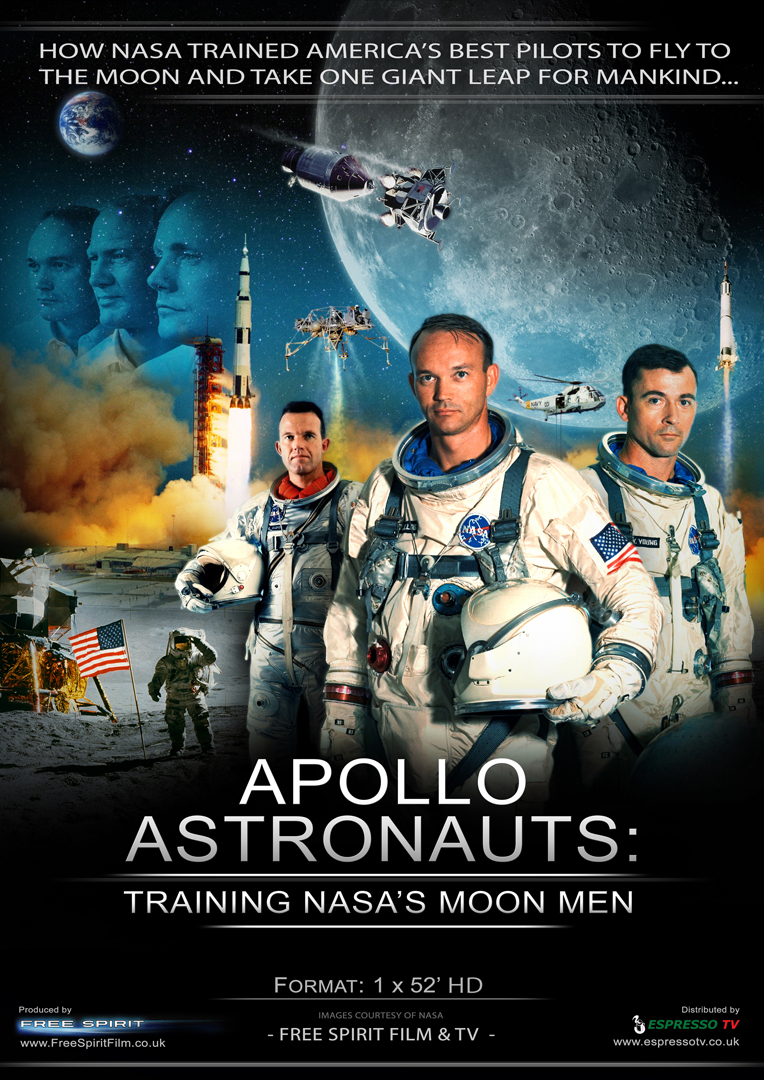 HOW NASA TRAINED AMERICA'S BEST PILOTS TO FLY TO
THE MOON AND TAKE ONE GIANT LEAP FOR MANKIND...
NASA
YOUNG
APOLLO
ASTRONAUTS:
TRAINING NASA'S MOON MEN
FORMAT: 1 x 52' HD
Produced by
FREE SPIRIT
www.FreeSpiritFilm.co.uk
IMAGES COURTESY OF NASA
- FREE SPIRIT FILM & TV -
Distributed by
ESPRESSO TV
www.espressotv.co.uk